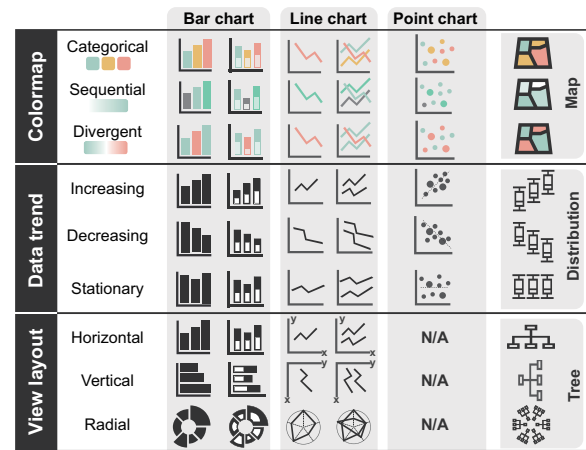 Bar chart Line chart Point chart
Colormap
Categorical
Sequential
Divergent
Map
Data trend
Increasing
Decreasing
Stationary
Distribution
View layout
Horizontal y x y x N/A
Vertical x y x y N/A
Radial N/A
Tree